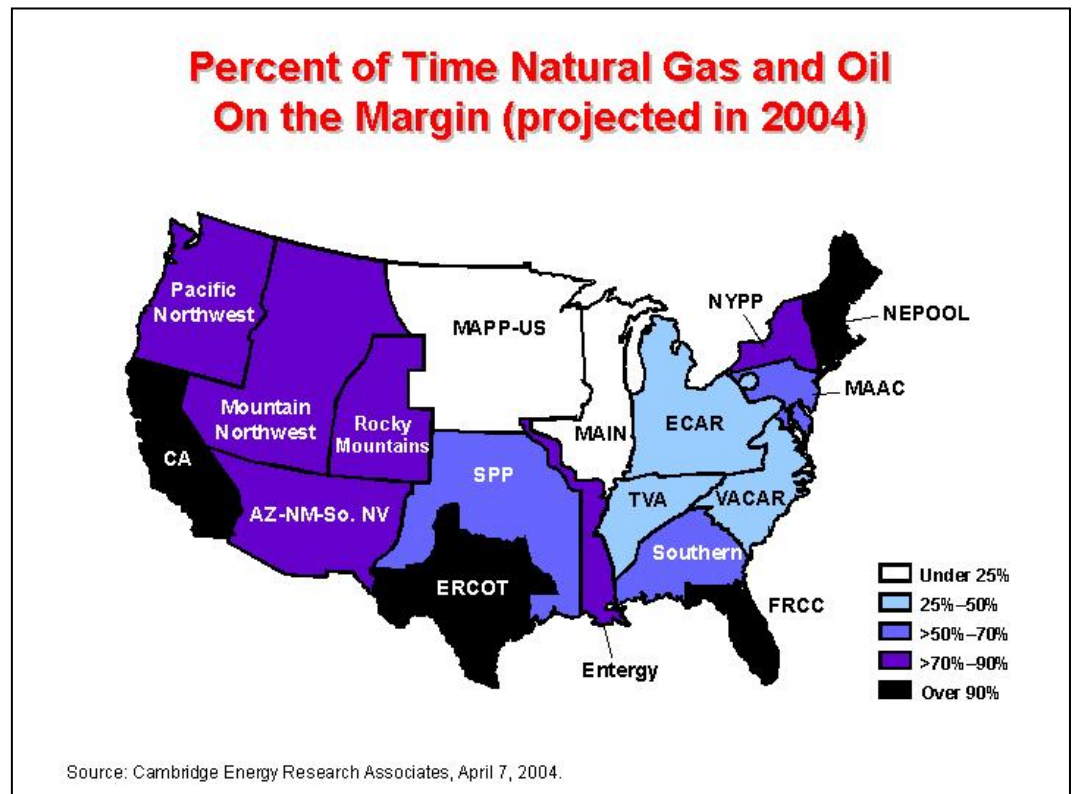 Percent of Time Natural Gas and Oil
On the Margin (projected in 2004)
Pacific
Northwest
MAPP-US
NYPP
NEPOOL
MAAC
Mountain
Northwest
Rocky
Mountains
MAIN
ECAR
CA
SPP
TVA
VACAR
AZ-NM-So. NV
Southern
ERCOT
FRCC
Entergy
Under 25%
25%–50%
>50%–70%
>70%–90%
Over 90%
Source: Cambridge Energy Research Associates, April 7, 2004.